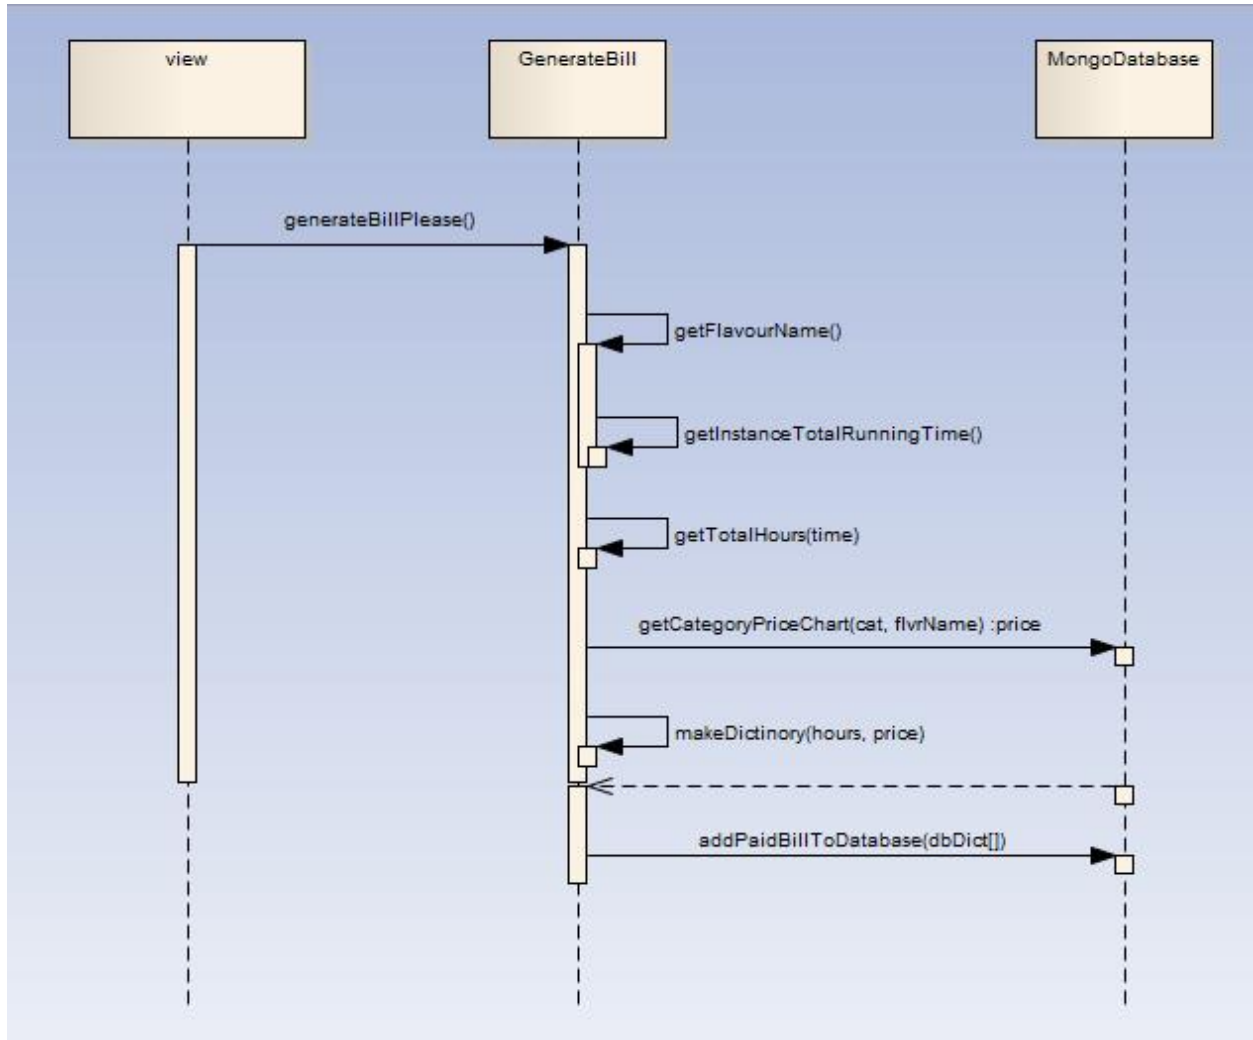 view
GenerateBill
MongoDatabase
generateBillPlease()
getFlavourName()
getInstanceTotalRunningTime()
getTotalHours(time)
getCategoryPriceChart(cat, flvrName) :price
makeDictinory(hours, price)
addPaidBillToDatabase(dbDict[])